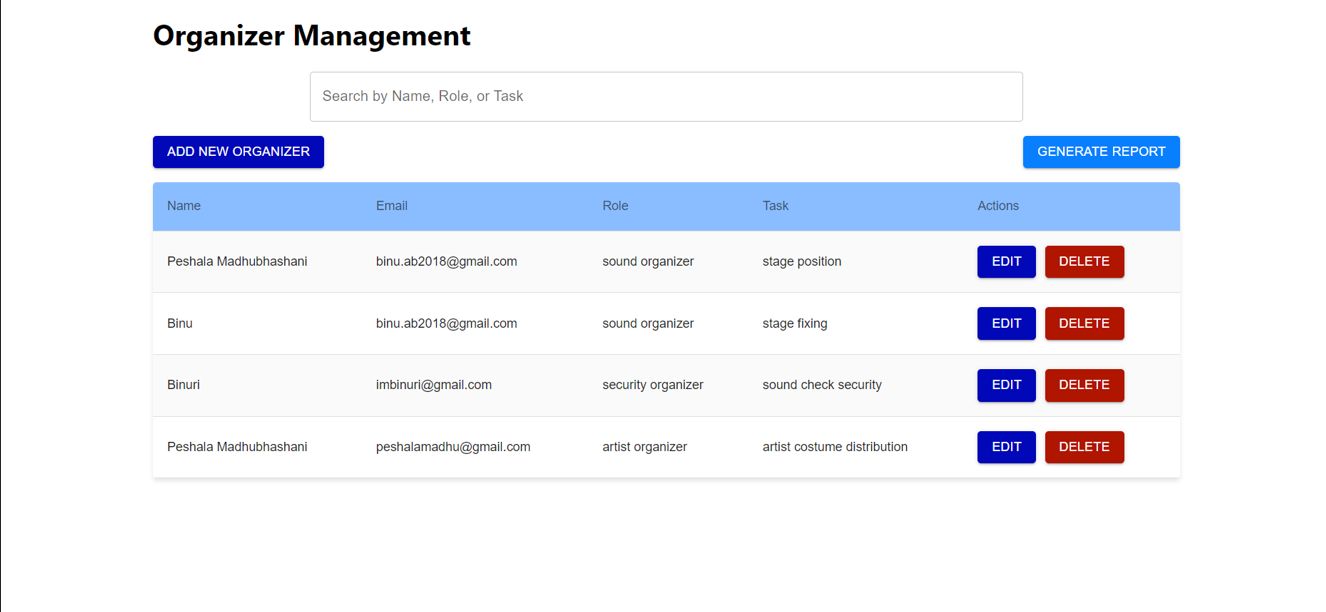 Organizer Management
Search by Name, Role, or Task
ADD NEW ORGANIZER GENERATE REPORT
Name Email Role Task Actions
Peshala Madhubhashani binu.ab2018@gmail.com sound organizer stage position EDIT DELETE
Binu binu.ab2018@gmail.com sound organizer stage fixing EDIT DELETE
Binuri imbinuri@gmail.com security organizer sound check security EDIT DELETE
Peshala Madhubhashani peshalamadhu@gmail.com artist organizer artist costume distribution EDIT DELETE